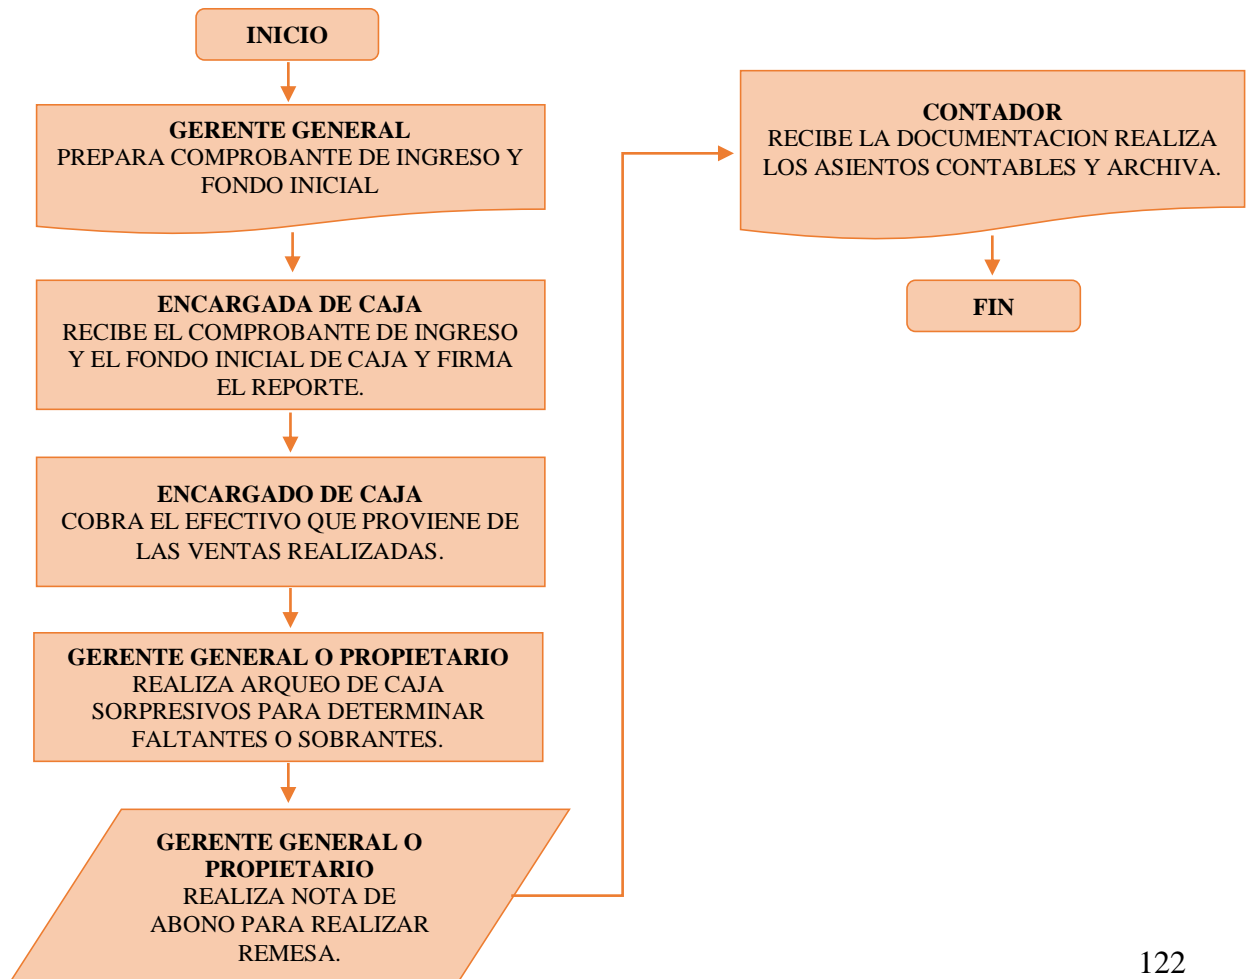 INICIO
GERENTE GENERAL
PREPARA COMPROBANTE DE INGRESO Y
FONDO INICIAL
ENCARGADA DE CAJA
RECIBE EL COMPROBANTE DE INGRESO
Y EL FONDO INICIAL DE CAJA Y FIRMA
EL REPORTE.
ENCARGADO DE CAJA
COBRA EL EFECTIVO QUE PROVIENE DE
LAS VENTAS REALIZADAS.
GERENTE GENERAL O PROPIETARIO
REALIZA ARQUEO DE CAJA
SORPRESIVOS PARA DETERMINAR
FALTANTES O SOBRANTES.
GERENTE GENERAL O
PROPIETARIO
REALIZA NOTA DE
ABONO PARA REALIZAR
REMESA.
CONTADOR
RECIBE LA DOCUMENTACION REALIZA
LOS ASIENTOS CONTABLES Y ARCHIVA.
FIN
122